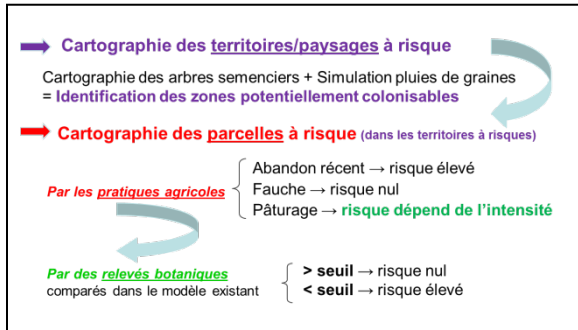 Cartographie des territoires/paysages à risque
Cartographie des arbres semenciers + Simulation pluies de graines
= Identification des zones potentiellement colonisables
Cartographie des parcelles à risque (dans les territoires à risques)
Abandon récent → risque élevé
Par les pratiques agricoles
Fauche → risque nul
Pâturage → risque dépend de l'intensité
Par des relevés botaniques
comparés dans le modèle existant
> seuil → risque nul
< seuil → risque élevé